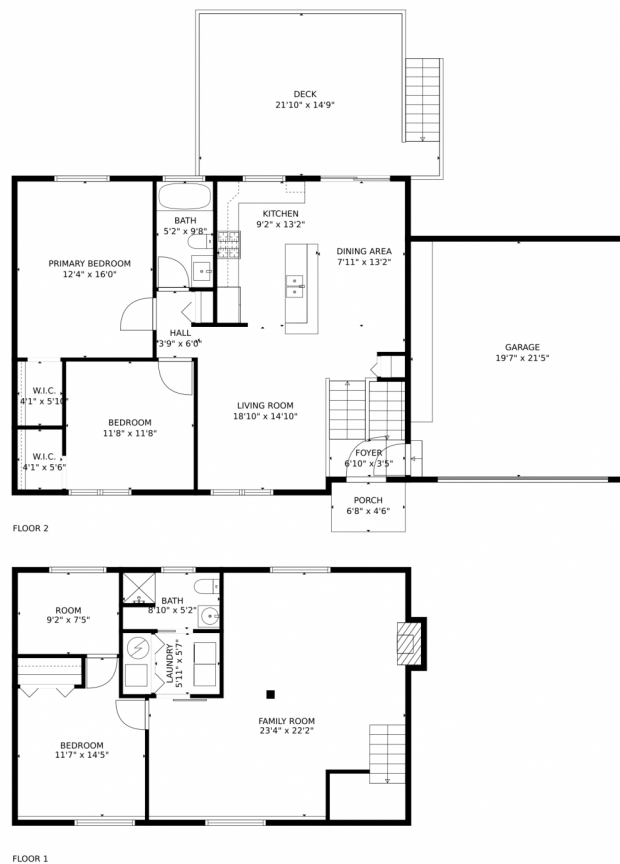 DECK
21'10" x 14'9"
KITCHEN
9'2" x 13'2"
BATH
5'2" x 9'8"
DINING AREA
7'11" x 13'2"
PRIMARY BEDROOM
12'4" x 16'0"
HALL
3'9" x 6'0"
GARAGE
19'7" x 21'5"
W.I.C.
4'1" x 5'10"
LIVING ROOM
18'10" x 14'10"
BEDROOM
11'8" x 11'8"
W.I.C.
4'1" x 5'6"
FOYER
6'10" x 3'5"
PORCH
6'8" x 4'6"
FLOOR 2
ROOM
9'2" x 7'5"
BATH
8'10" x 5'2"
LAUNDRY
5'11" x 5'7"
FAMILY ROOM
23'4" x 22'2"
BEDROOM
11'7" x 14'5"
FLOOR 1